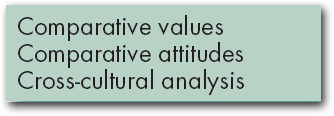 Comparative values
Comparative attitudes
Cross-cultural analysis